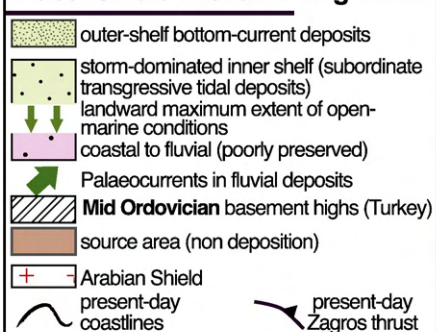 outer-shelf bottom-current deposits
storm-dominated inner shelf (subordinate
transgressive tidal deposits)
landward maximum extent of open-
marine conditions
coastal to fluvial (poorly preserved)
Palaeocurrents in fluvial deposits
Mid Ordovician basement highs (Turkey)
source area (non deposition)
Arabian Shield
present-day
coastlines
present-day
Zagros thrust